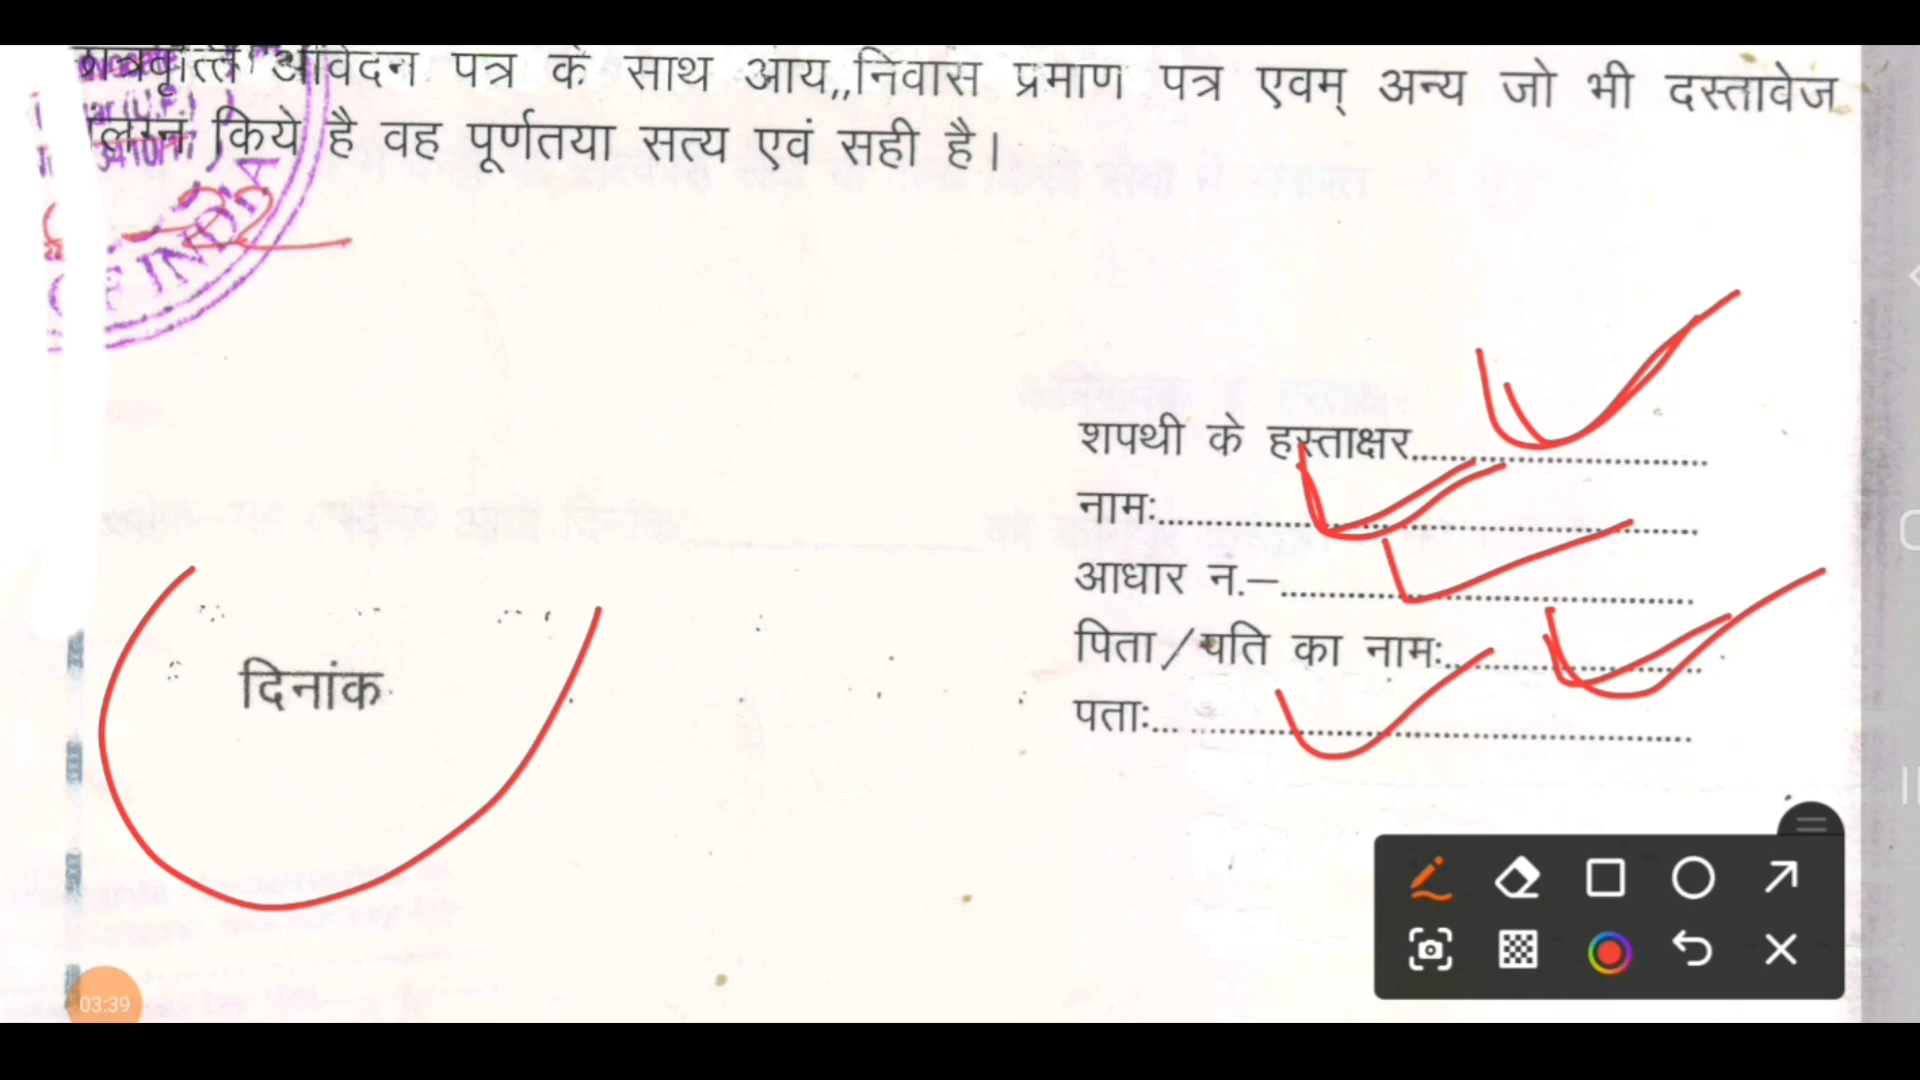 आवेदन पत्र के साथ आय,,निवास प्रमाण पत्र एवम् अन्य जो भी दस्तावेज
किये है वह पूर्णतया सत्य एवं सही है।
OF INDIA
शपथी के हस्ताक्षर..............................
नामः..............................
आधार नं.–..............................
पिता/पति का नामः..............................
पताः..............................
दिनांक
03:39